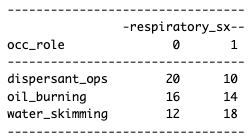 -----------------------------------
-respiratory_sx--
occ_role 0 1
-----------------------------------
dispersant_ops 20 10
oil_burning 16 14
water_skimming 12 18
-----------------------------------